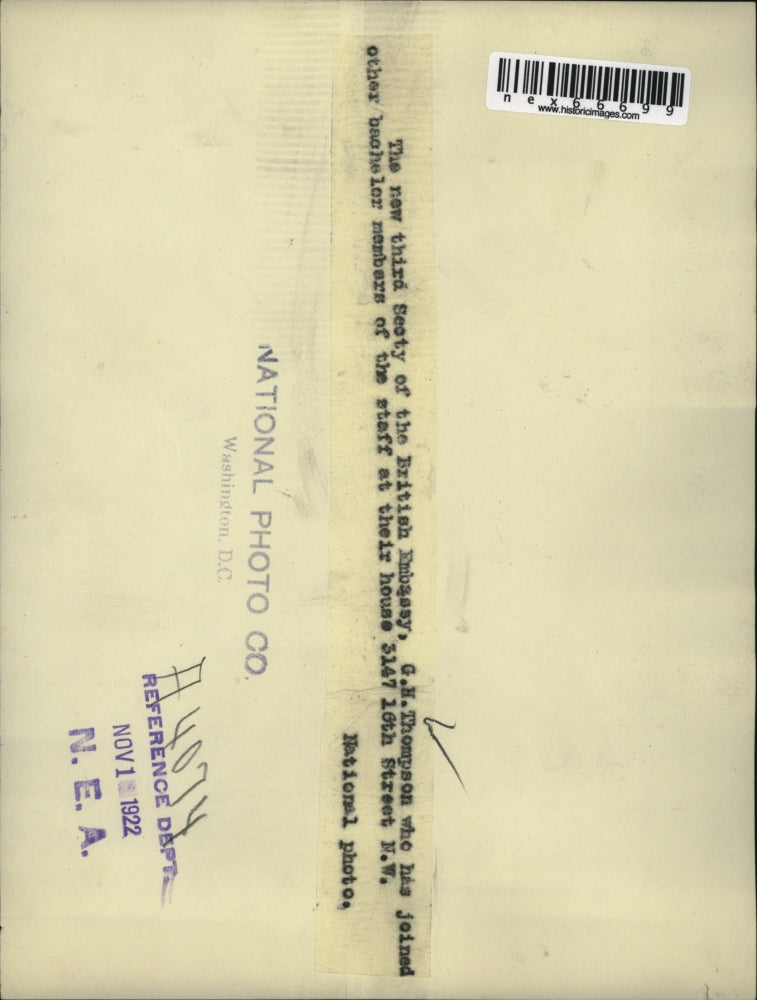 nex66699
www.historicimages.com
The new third Secty of the British Embassy, G.H.Thompson who has joined
other bachelor members of the staff at their house 3147 16th Street N.W.
National photo.
NATIONAL PHOTO CO.
Washington, D.C.
A 4074
REFERENCE DEPT.
NOV 1 1922
N. E. A.